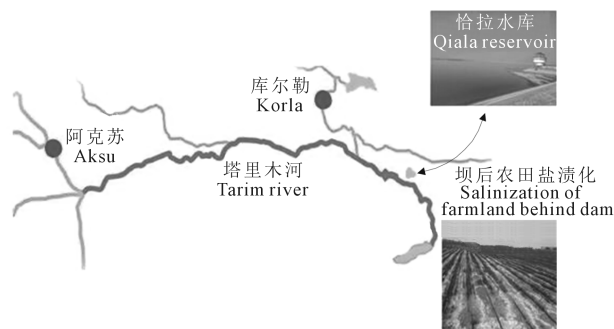 恰拉水库
Qiala reservoir
库尔勒
Korla
阿克苏
Aksu
塔里木河
Tarim river
坝后农田盐渍化
Salinization of
farmland behind dam